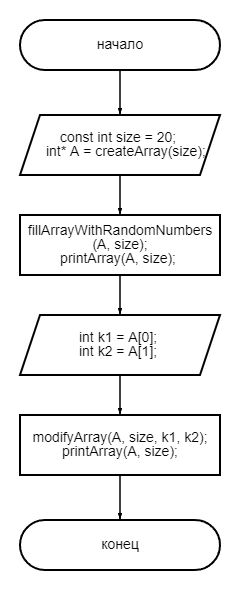 начало
const int size = 20;
int* A = createArray(size);
fillArrayWithRandomNumbers
(A, size);
printArray(A, size);
int k1 = A[0];
int k2 = A[1];
modifyArray(A, size, k1, k2);
printArray(A, size);
конец